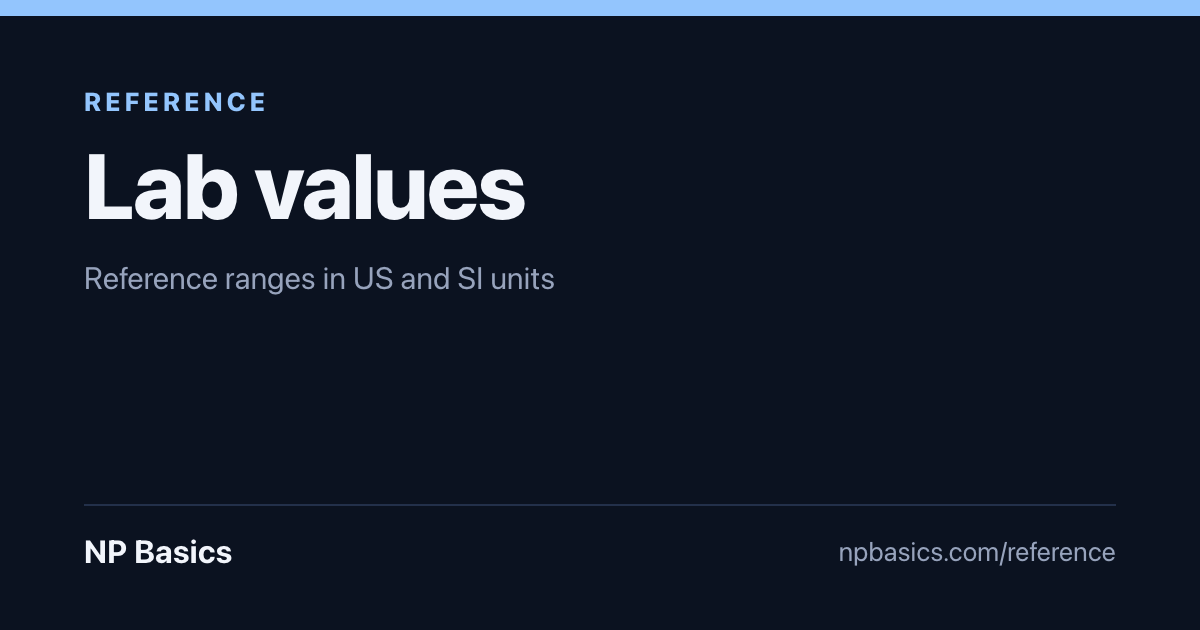 REFERENCE
Lab values
Reference ranges in US and SI units
NP Basics
npbasics.com/reference